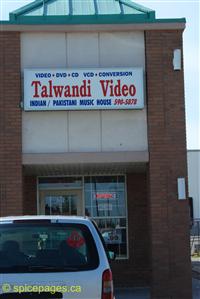 VIDEO + DVD + CD VCD + CONVERSION
Talwandi Video
INDIAN / PAKISTANI MUSIC HOUSE 590-5878
@ spicepages.ca